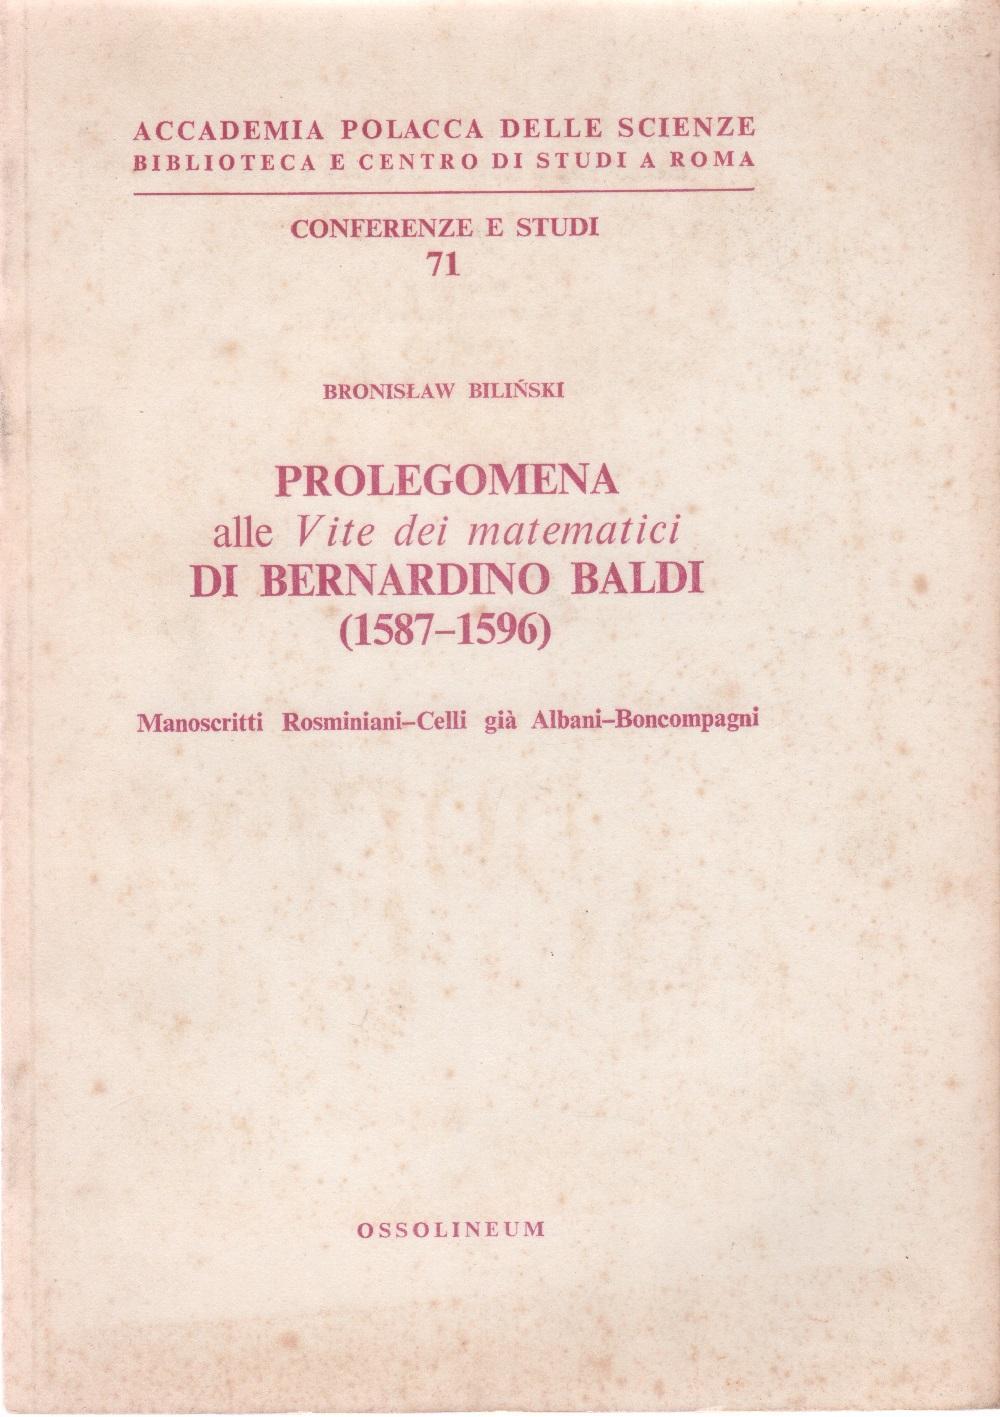 ACCADEMIA POLACCA DELLE SCIENZE
BIBLIOTECA E CENTRO DI STUDI A ROMA
CONFERENZE E STUDI
71
BRONISŁAW BILIŃSKI
PROLEGOMENA
alle Vite dei matematici
DI BERNARDINO BALDI
(1587–1596)
Manoscritti Rosminiani–Celli già Albani–Boncompagni
OSSOLINEUM